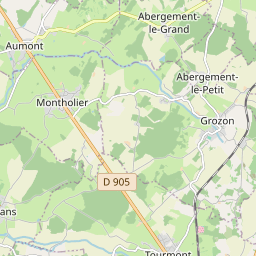 Abergement-
le-Grand
Aumont
Abergement-
le-Petit
Montholier
Grozon
D 905
ans
Tourmont